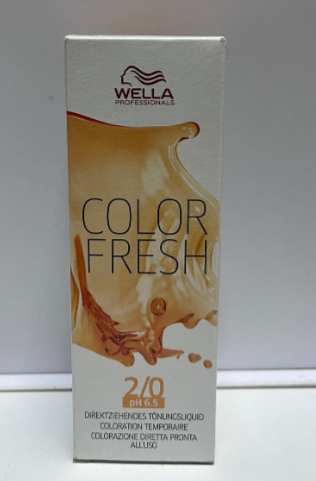 WELLA
PROFESSIONALS
COLOR
FRESH
2/0
pH 6.5
DIREKTZIEHENDES TÖNUNGSLIQUID
COLORATION TEMPORAIRE
COLORAZIONE DIRETTA PRONTA
ALL'USO